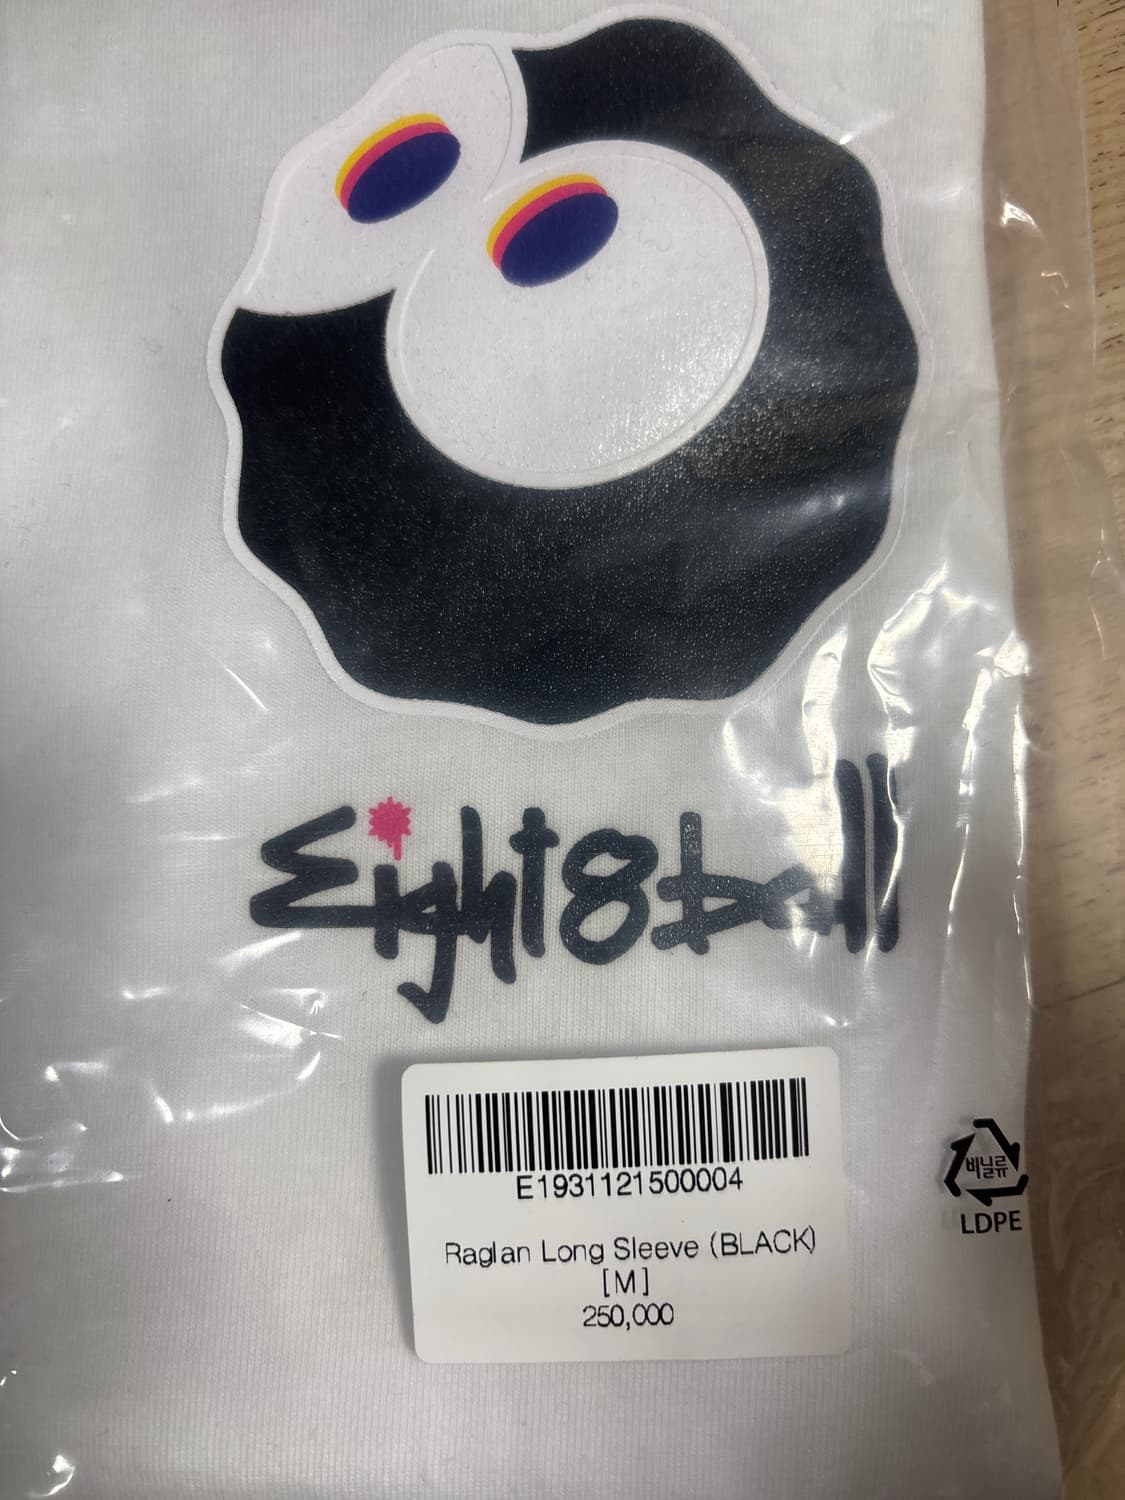 Eight8ball
E1931121500004
Raglan Long Sleeve (BLACK)
[M]
250,000
비닐류
LDPE